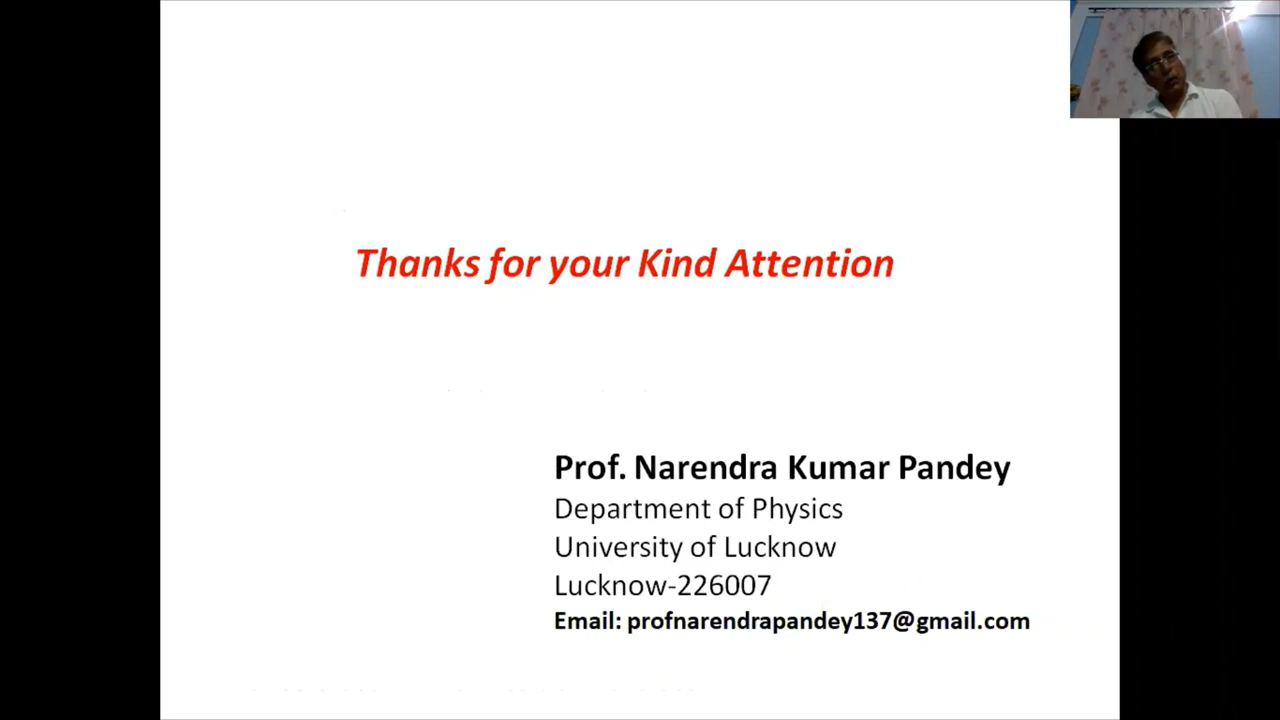 Thanks for your Kind Attention
Prof. Narendra Kumar Pandey
Department of Physics
University of Lucknow
Lucknow-226007
Email: profnarendrapandey137@gmail.com